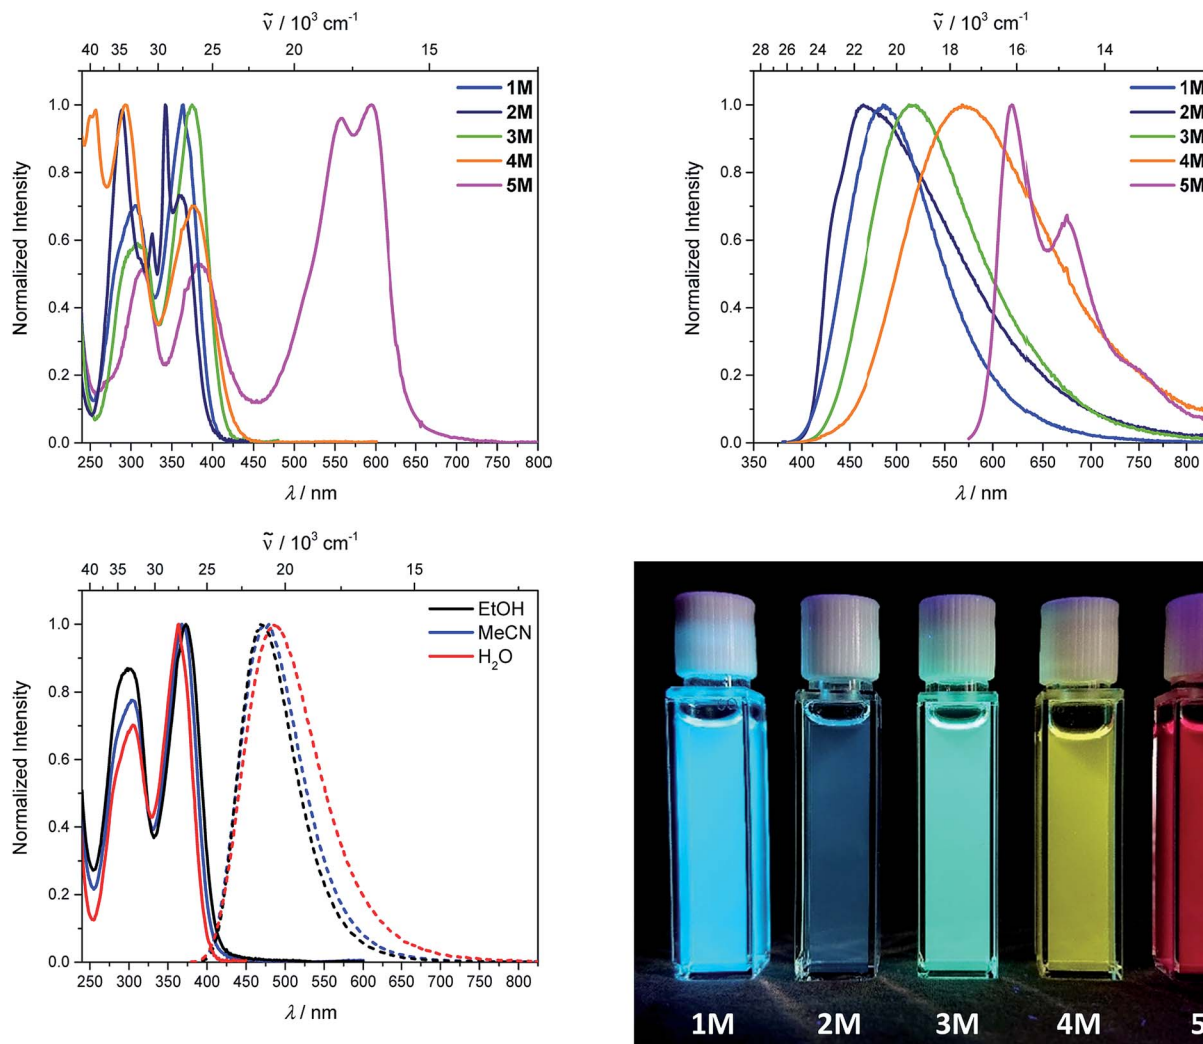 ṽ / 10³ cm⁻¹
40 35 30 25 20 15
1M
2M
3M
4M
5M
Normalized Intensity
1.0
0.8
0.6
0.4
0.2
0.0
250 300 350 400 450 500 550 600 650 700 750 800
λ / nm
ṽ / 10³ cm⁻¹
28 26 24 22 20 18 16 14
1M
2M
3M
4M
5M
Normalized Intensity
1.0
0.8
0.6
0.4
0.2
0.0
350 400 450 500 550 600 650 700 750 800
λ / nm
ṽ / 10³ cm⁻¹
40 35 30 25 20 15
EtOH
MeCN
H₂O
Normalized Intensity
1.0
0.8
0.6
0.4
0.2
0.0
250 300 350 400 450 500 550 600 650 700 750 800
λ / nm
1M 2M 3M 4M 5